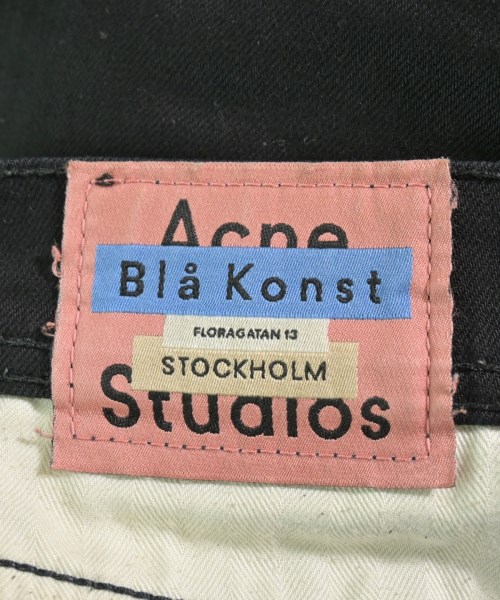 Acne
Blå Konst
FLORAGATAN 13
STOCKHOLM
Studios